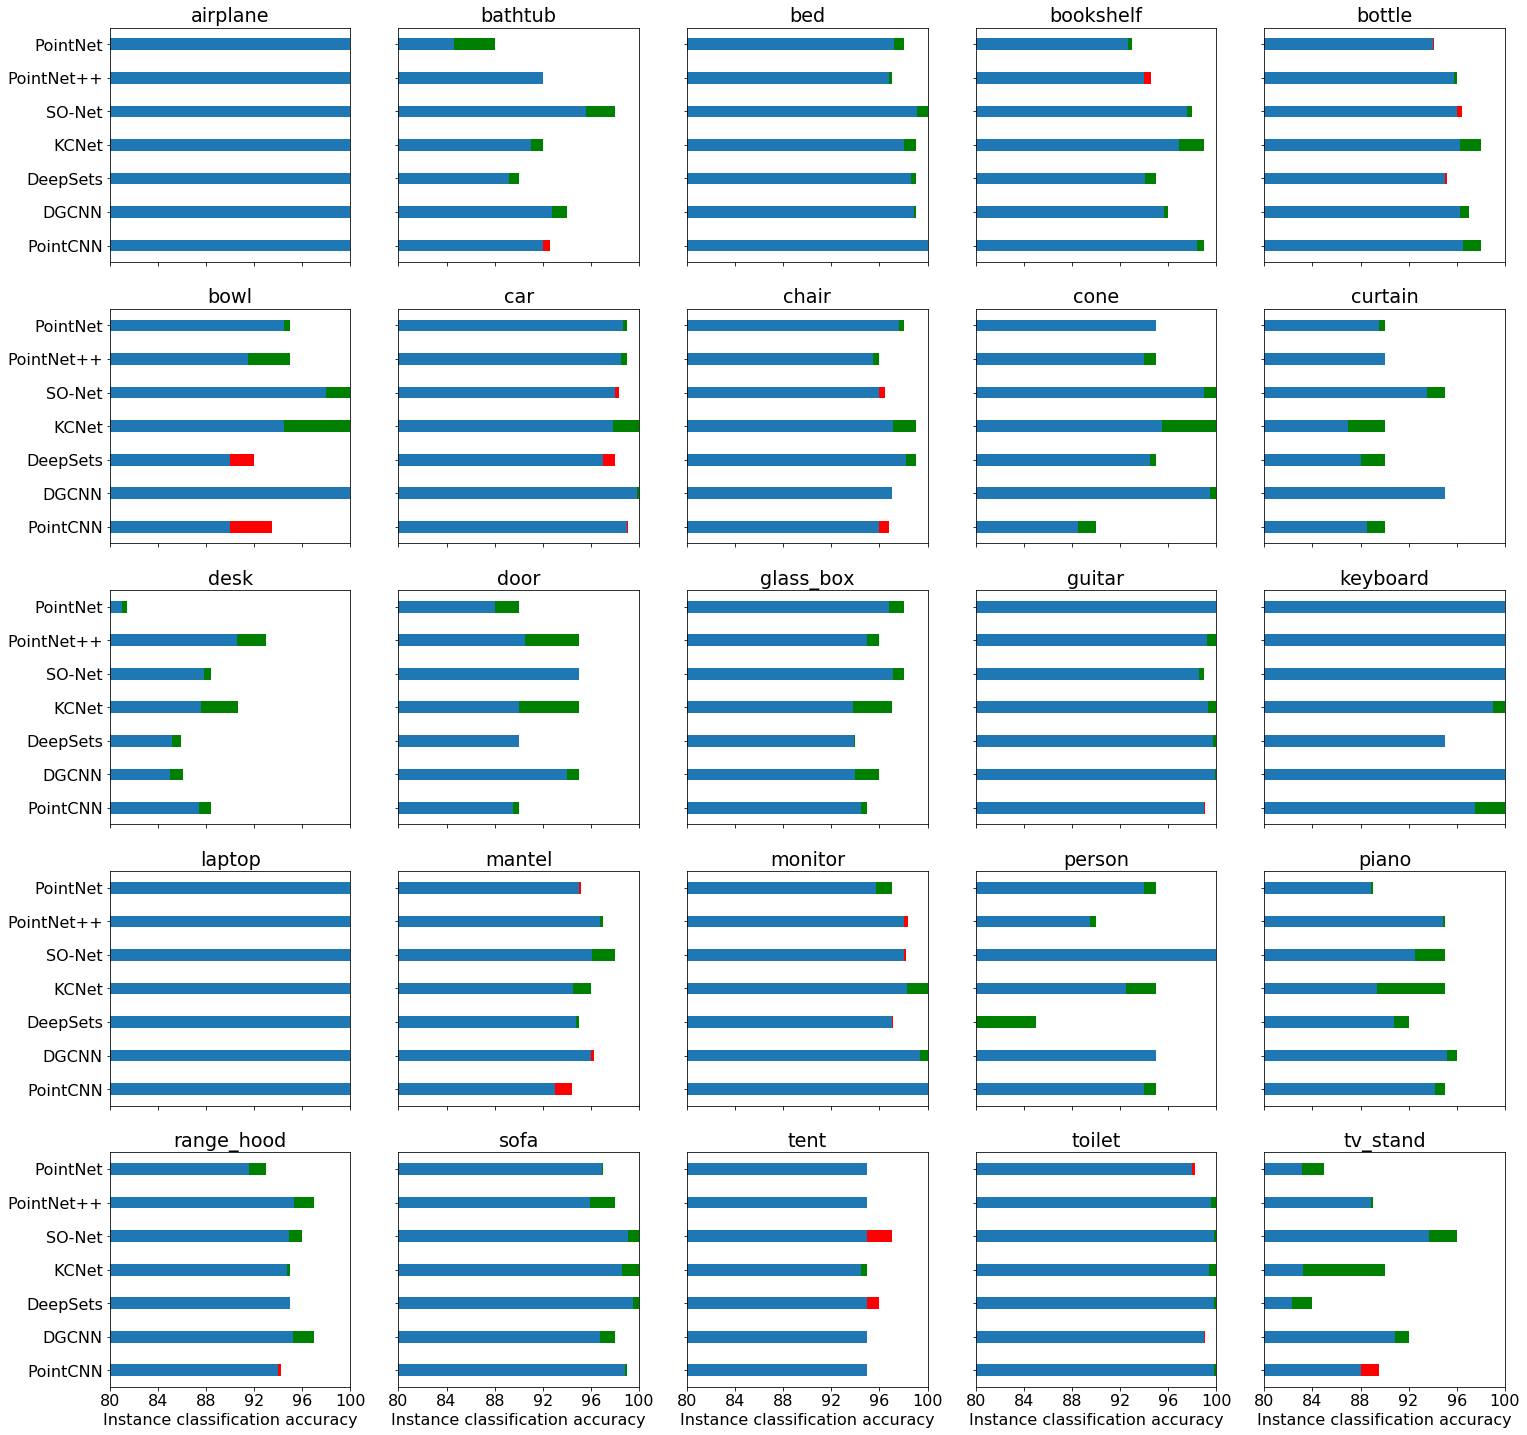 airplane bathtub bed bookshelf bottle
PointNet
PointNet++
SO-Net
KCNet
DeepSets
DGCNN
PointCNN
bowl car chair cone curtain
PointNet
PointNet++
SO-Net
KCNet
DeepSets
DGCNN
PointCNN
desk door glass_box guitar keyboard
PointNet
PointNet++
SO-Net
KCNet
DeepSets
DGCNN
PointCNN
laptop mantel monitor person piano
PointNet
PointNet++
SO-Net
KCNet
DeepSets
DGCNN
PointCNN
range_hood sofa tent toilet tv_stand
PointNet
PointNet++
SO-Net
KCNet
DeepSets
DGCNN
PointCNN
80 84 88 92 96 100 80 84 88 92 96 100 80 84 88 92 96 100 80 84 88 92 96 100 80 84 88 92 96 100
Instance classification accuracy Instance classification accuracy Instance classification accuracy Instance classification accuracy Instance classification accuracy